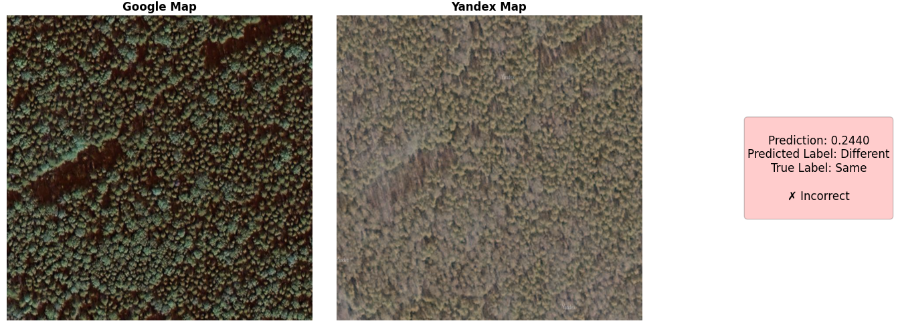 Google Map
Yandex Map
Prediction: 0.2440
Predicted Label: Different
True Label: Same
✗ Incorrect